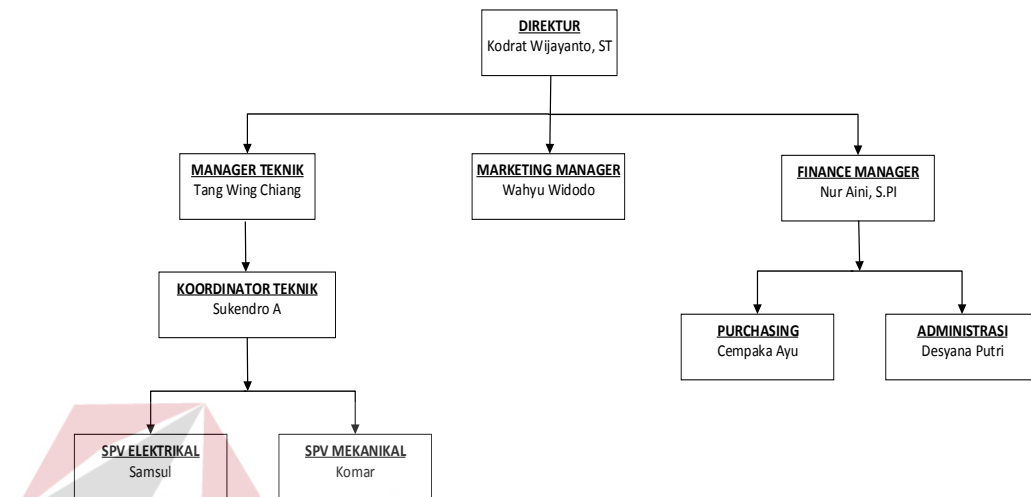 DIREKTUR
Kodrat Wijayanto, ST
MANAGER TEKNIK
Tang Wing Chiang
MARKETING MANAGER
Wahyu Widodo
FINANCE MANAGER
Nur Aini, S.PI
KOORDINATOR TEKNIK
Sukendro A
PURCHASING
Cempaka Ayu
ADMINISTRASI
Desyana Putri
SPV ELEKTRIKAL
Samsul
SPV MEKANIKAL
Komar